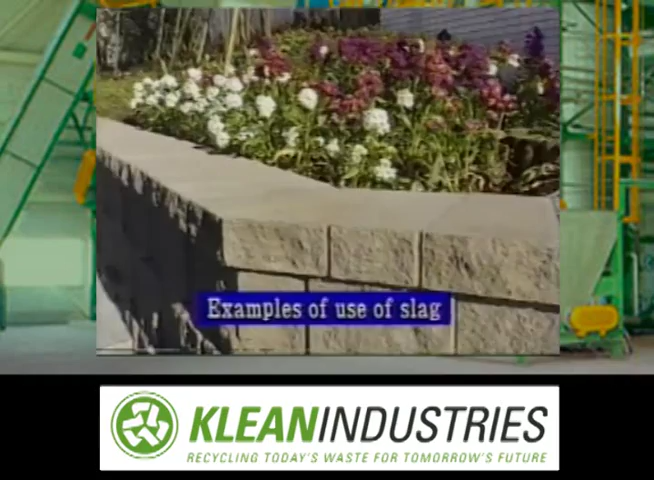 Examples of use of slag
KLEANINDUSTRIES
RECYCLING TODAY'S WASTE FOR TOMORROW'S FUTURE